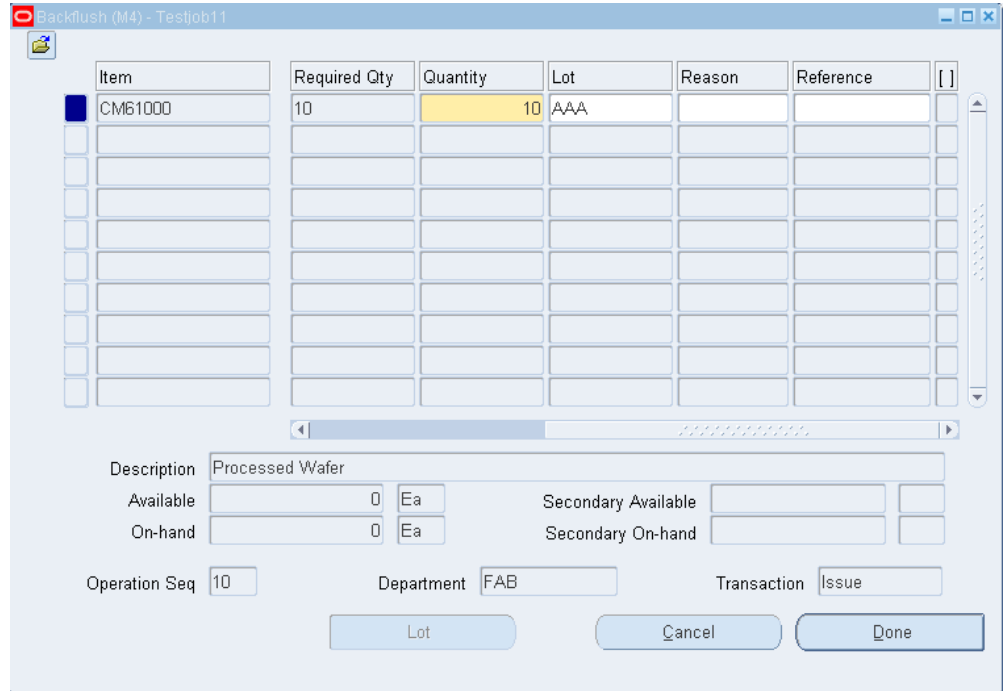 Backflush (M4) - Testjob11
Item Required Qty Quantity Lot Reason Reference [ ]
CM61000 10 10 AAA
Description Processed Wafer
Available 0 Ea Secondary Available
On-hand 0 Ea Secondary On-hand
Operation Seq 10 Department FAB Transaction Issue
Lot Cancel Done